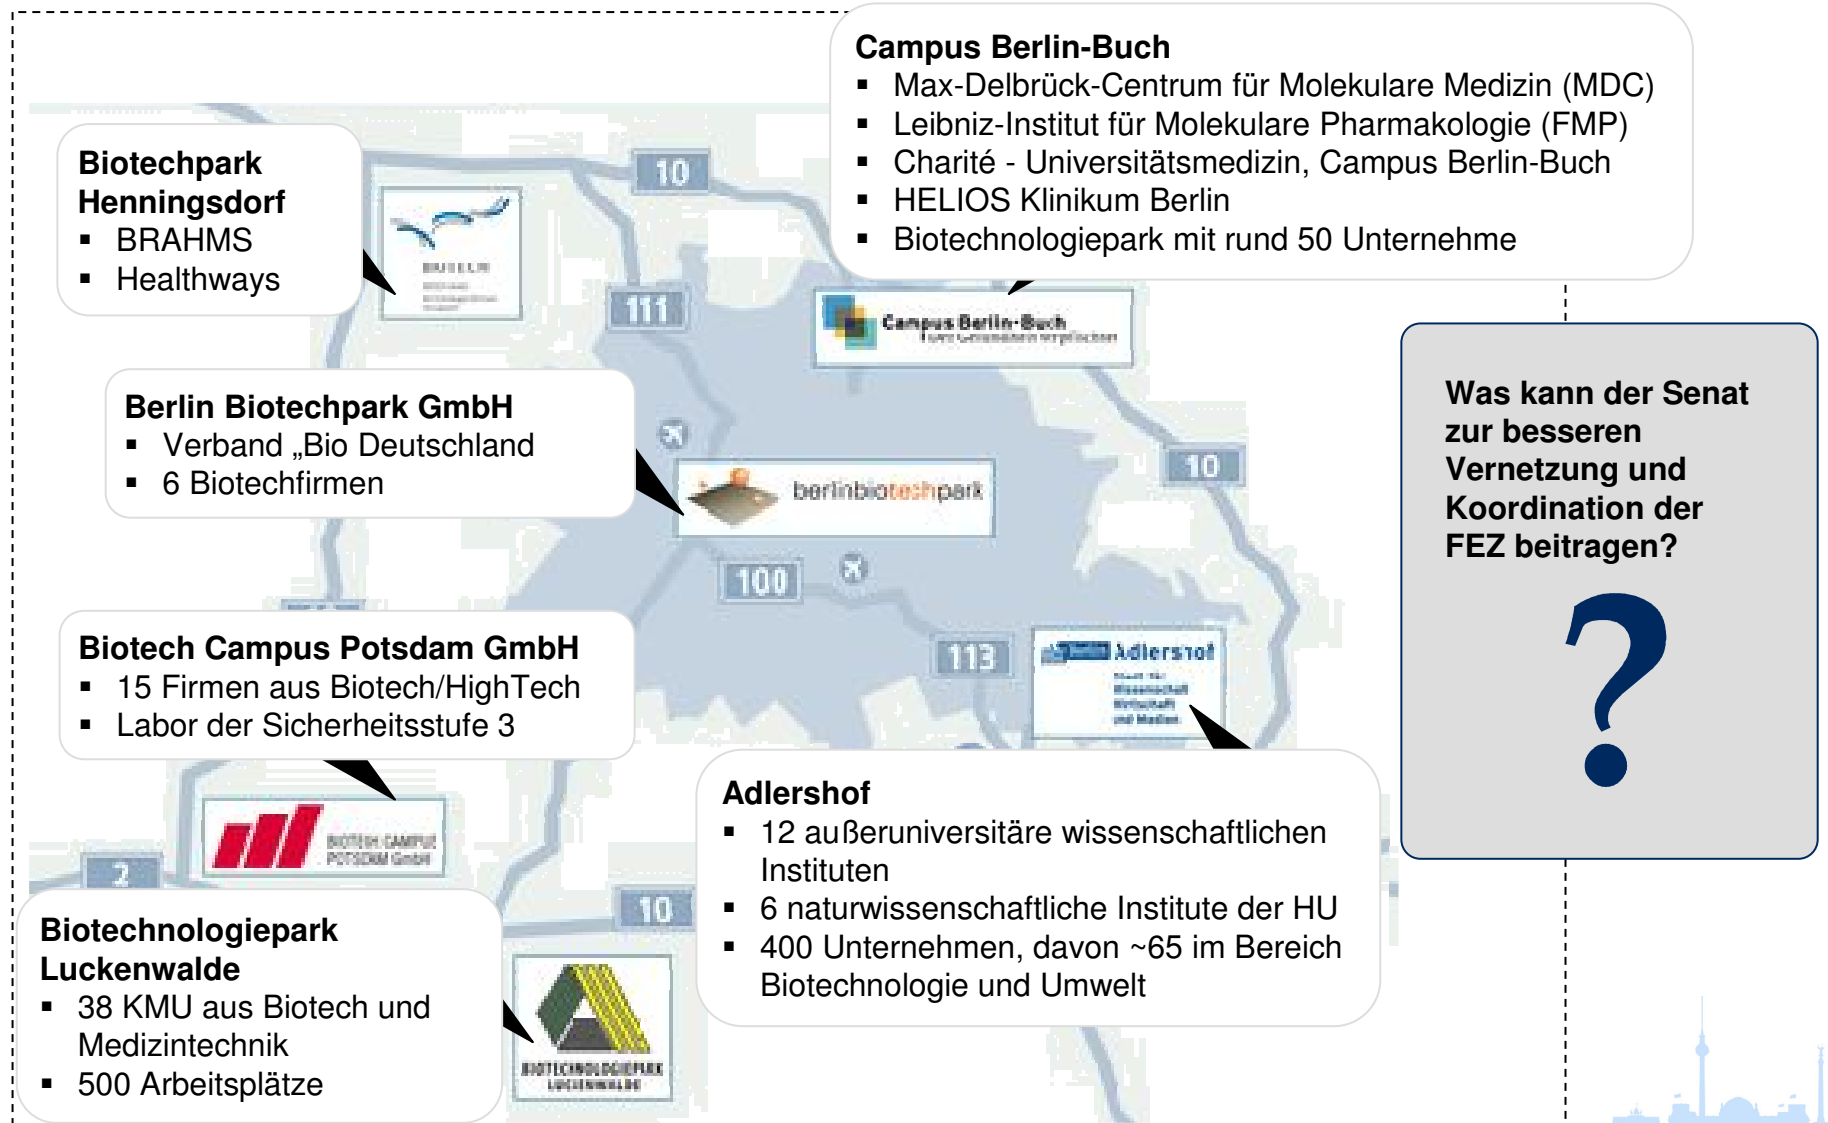 Campus Berlin-Buch
▪ Max-Delbrück-Centrum für Molekulare Medizin (MDC)
▪ Leibniz-Institut für Molekulare Pharmakologie (FMP)
▪ Charité - Universitätsmedizin, Campus Berlin-Buch
▪ HELIOS Klinikum Berlin
▪ Biotechnologiepark mit rund 50 Unternehme
Biotechpark
Henningsdorf
▪ BRAHMS
▪ Healthways
10
BIOTECH
111
Campus Berlin-Buch
Berlin Biotechpark GmbH
▪ Verband „Bio Deutschland
▪ 6 Biotechfirmen
berlinbiotechpark
10
100
Was kann der Senat
zur besseren
Vernetzung und
Koordination der
FEZ beitragen?
?
Biotech Campus Potsdam GmbH
▪ 15 Firmen aus Biotech/HighTech
▪ Labor der Sicherheitsstufe 3
113
Adlershof
Wissenschaft
Wirtschaft
und Medien
BIOTECH CAMPUS
POTSDAM GmbH
2
Adlershof
▪ 12 außeruniversitäre wissenschaftlichen
Instituten
▪ 6 naturwissenschaftliche Institute der HU
▪ 400 Unternehmen, davon ~65 im Bereich
Biotechnologie und Umwelt
10
Biotechnologiepark
Luckenwalde
▪ 38 KMU aus Biotech und
Medizintechnik
▪ 500 Arbeitsplätze
BIOTECHNOLOGIEPARK
LUCKENWALDE